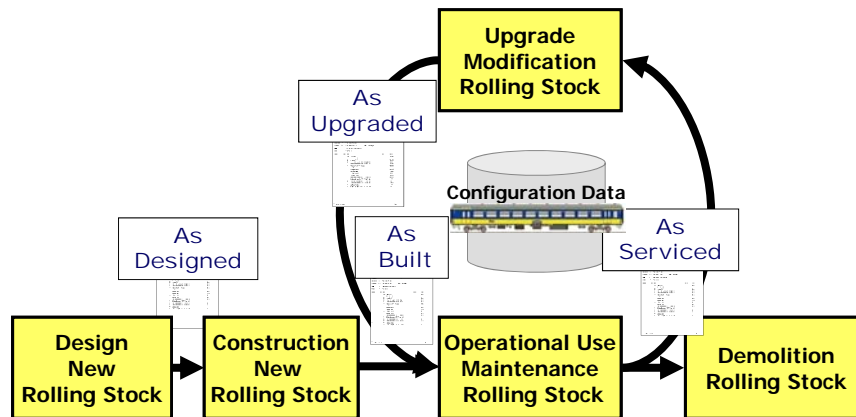 Upgrade
Modification
Rolling Stock
As
Upgraded
Configuration Data
As
Designed
As
Built
As
Serviced
Design
New
Rolling Stock
Construction
New
Rolling Stock
Operational Use
Maintenance
Rolling Stock
Demolition
Rolling Stock